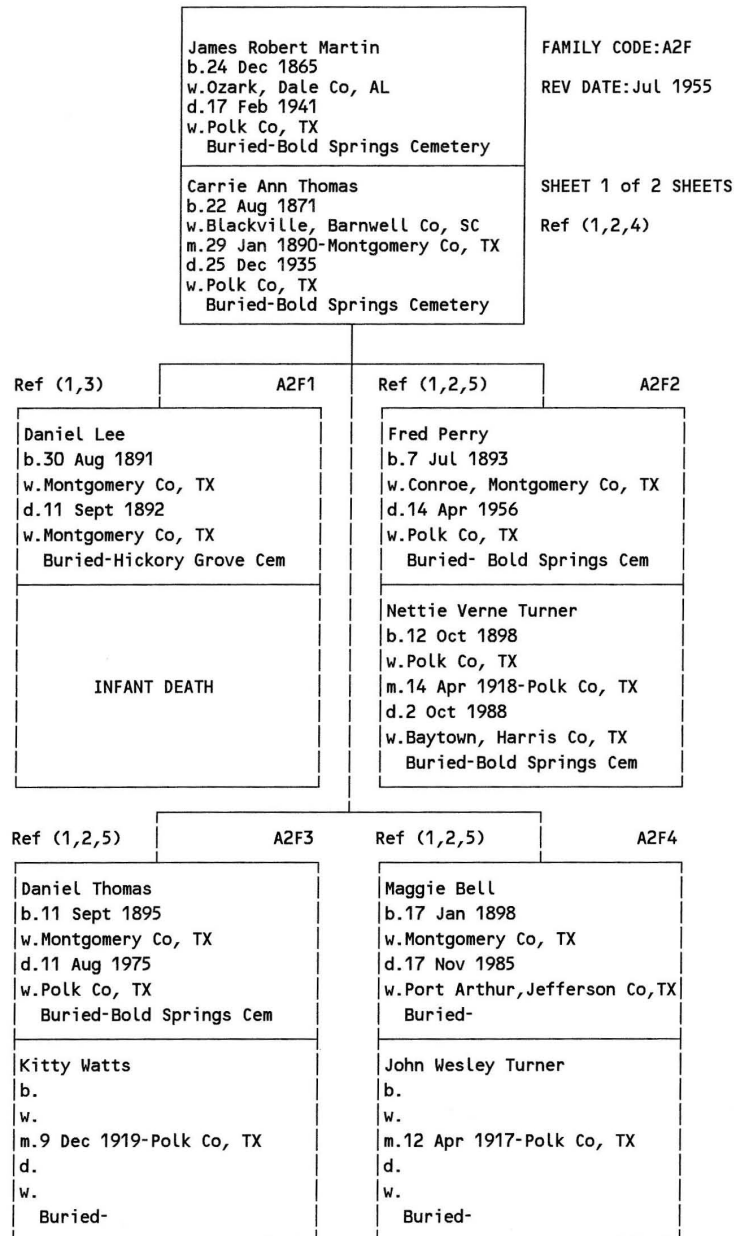 James Robert Martin
b.24 Dec 1865
w.Ozark, Dale Co, AL
d.17 Feb 1941
w.Polk Co, TX
Buried-Bold Springs Cemetery
FAMILY CODE:A2F
REV DATE:Jul 1955
Carrie Ann Thomas
b.22 Aug 1871
w.Blackville, Barnwell Co, SC
m.29 Jan 1890-Montgomery Co, TX
d.25 Dec 1935
w.Polk Co, TX
Buried-Bold Springs Cemetery
SHEET 1 of 2 SHEETS
Ref (1,2,4)
Ref (1,3) A2F1
Daniel Lee
b.30 Aug 1891
w.Montgomery Co, TX
d.11 Sept 1892
w.Montgomery Co, TX
Buried-Hickory Grove Cem
INFANT DEATH
Ref (1,2,5) A2F2
Fred Perry
b.7 Jul 1893
w.Conroe, Montgomery Co, TX
d.14 Apr 1956
w.Polk Co, TX
Buried- Bold Springs Cem
Nettie Verne Turner
b.12 Oct 1898
w.Polk Co, TX
m.14 Apr 1918-Polk Co, TX
d.2 Oct 1988
w.Baytown, Harris Co, TX
Buried-Bold Springs Cem
Ref (1,2,5) A2F3
Daniel Thomas
b.11 Sept 1895
w.Montgomery Co, TX
d.11 Aug 1975
w.Polk Co, TX
Buried-Bold Springs Cem
Kitty Watts
b.
w.
m.9 Dec 1919-Polk Co, TX
d.
w.
Buried-
Ref (1,2,5) A2F4
Maggie Bell
b.17 Jan 1898
w.Montgomery Co, TX
d.17 Nov 1985
w.Port Arthur,Jefferson Co,TX
Buried-
John Wesley Turner
b.
w.
m.12 Apr 1917-Polk Co, TX
d.
w.
Buried-